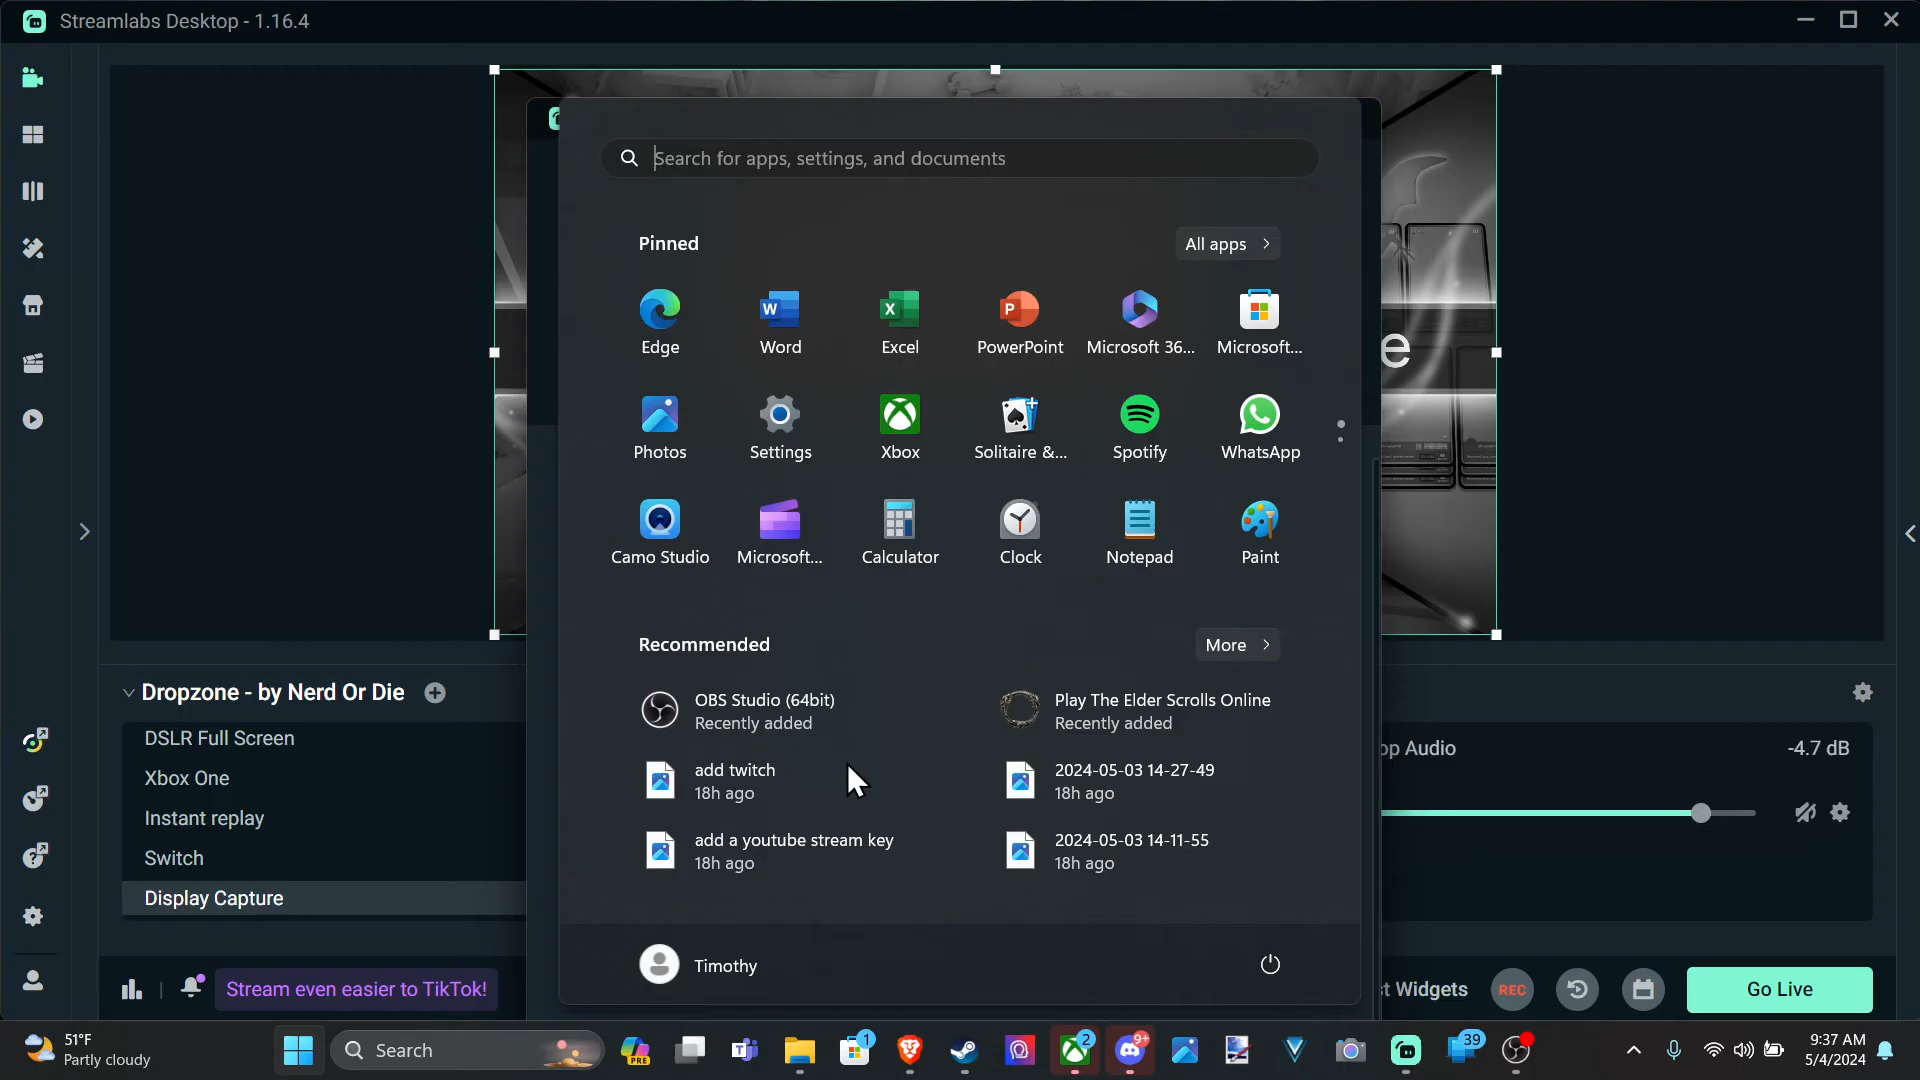 Streamlabs Desktop - 1.16.4
Search for apps, settings, and documents
Pinned
All apps
Edge
Word
Excel
PowerPoint
Microsoft 36...
Microsoft...
Photos
Settings
Xbox
Solitaire &...
Spotify
WhatsApp
Camo Studio
Microsoft...
Calculator
Clock
Notepad
Paint
e
Recommended
More
OBS Studio (64bit)
Recently added
Play The Elder Scrolls Online
Recently added
add twitch
18h ago
2024-05-03 14-27-49
18h ago
add a youtube stream key
18h ago
2024-05-03 14-11-55
18h ago
Timothy
Dropzone - by Nerd Or Die
DSLR Full Screen
Xbox One
Instant replay
Switch
Display Capture
op Audio
-4.7 dB
Stream even easier to TikTok!
st Widgets
REC
Go Live
51°F
Partly cloudy
Search
PRE
1
2
9+
39
9:37 AM
5/4/2024